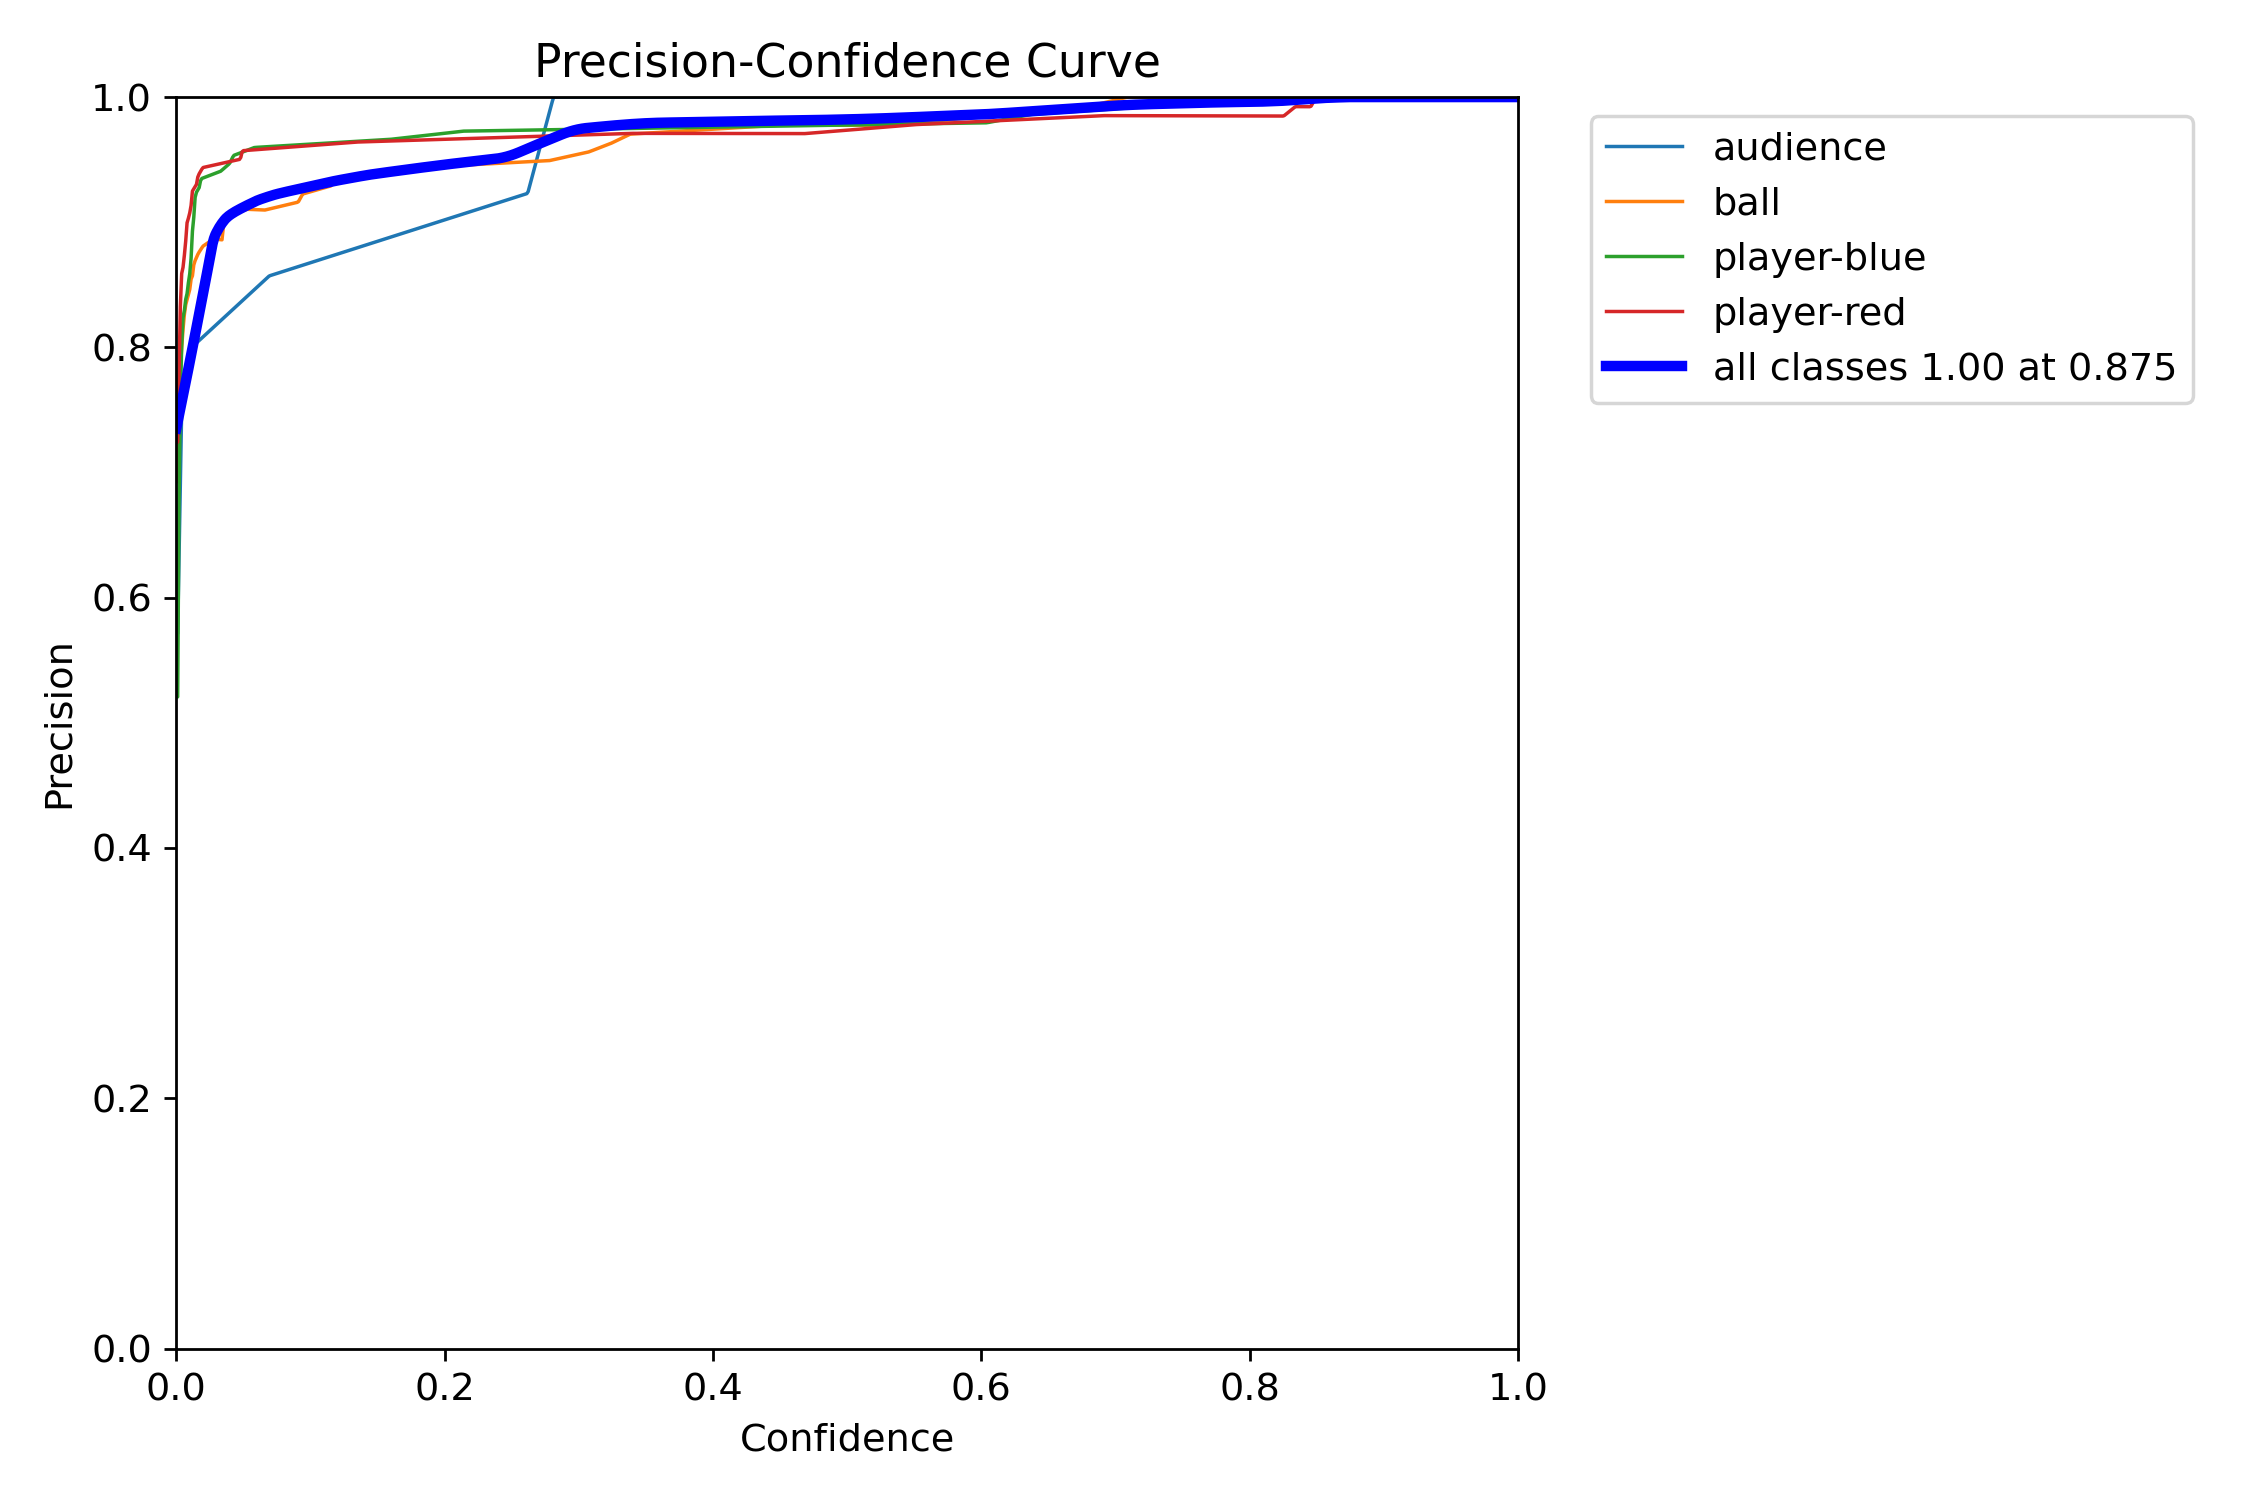 Precision-Confidence Curve
1.0
0.8
0.6
0.4
0.2
0.0
Precision
0.0 0.2 0.4 0.6 0.8 1.0
Confidence
audience
ball
player-blue
player-red
all classes 1.00 at 0.875